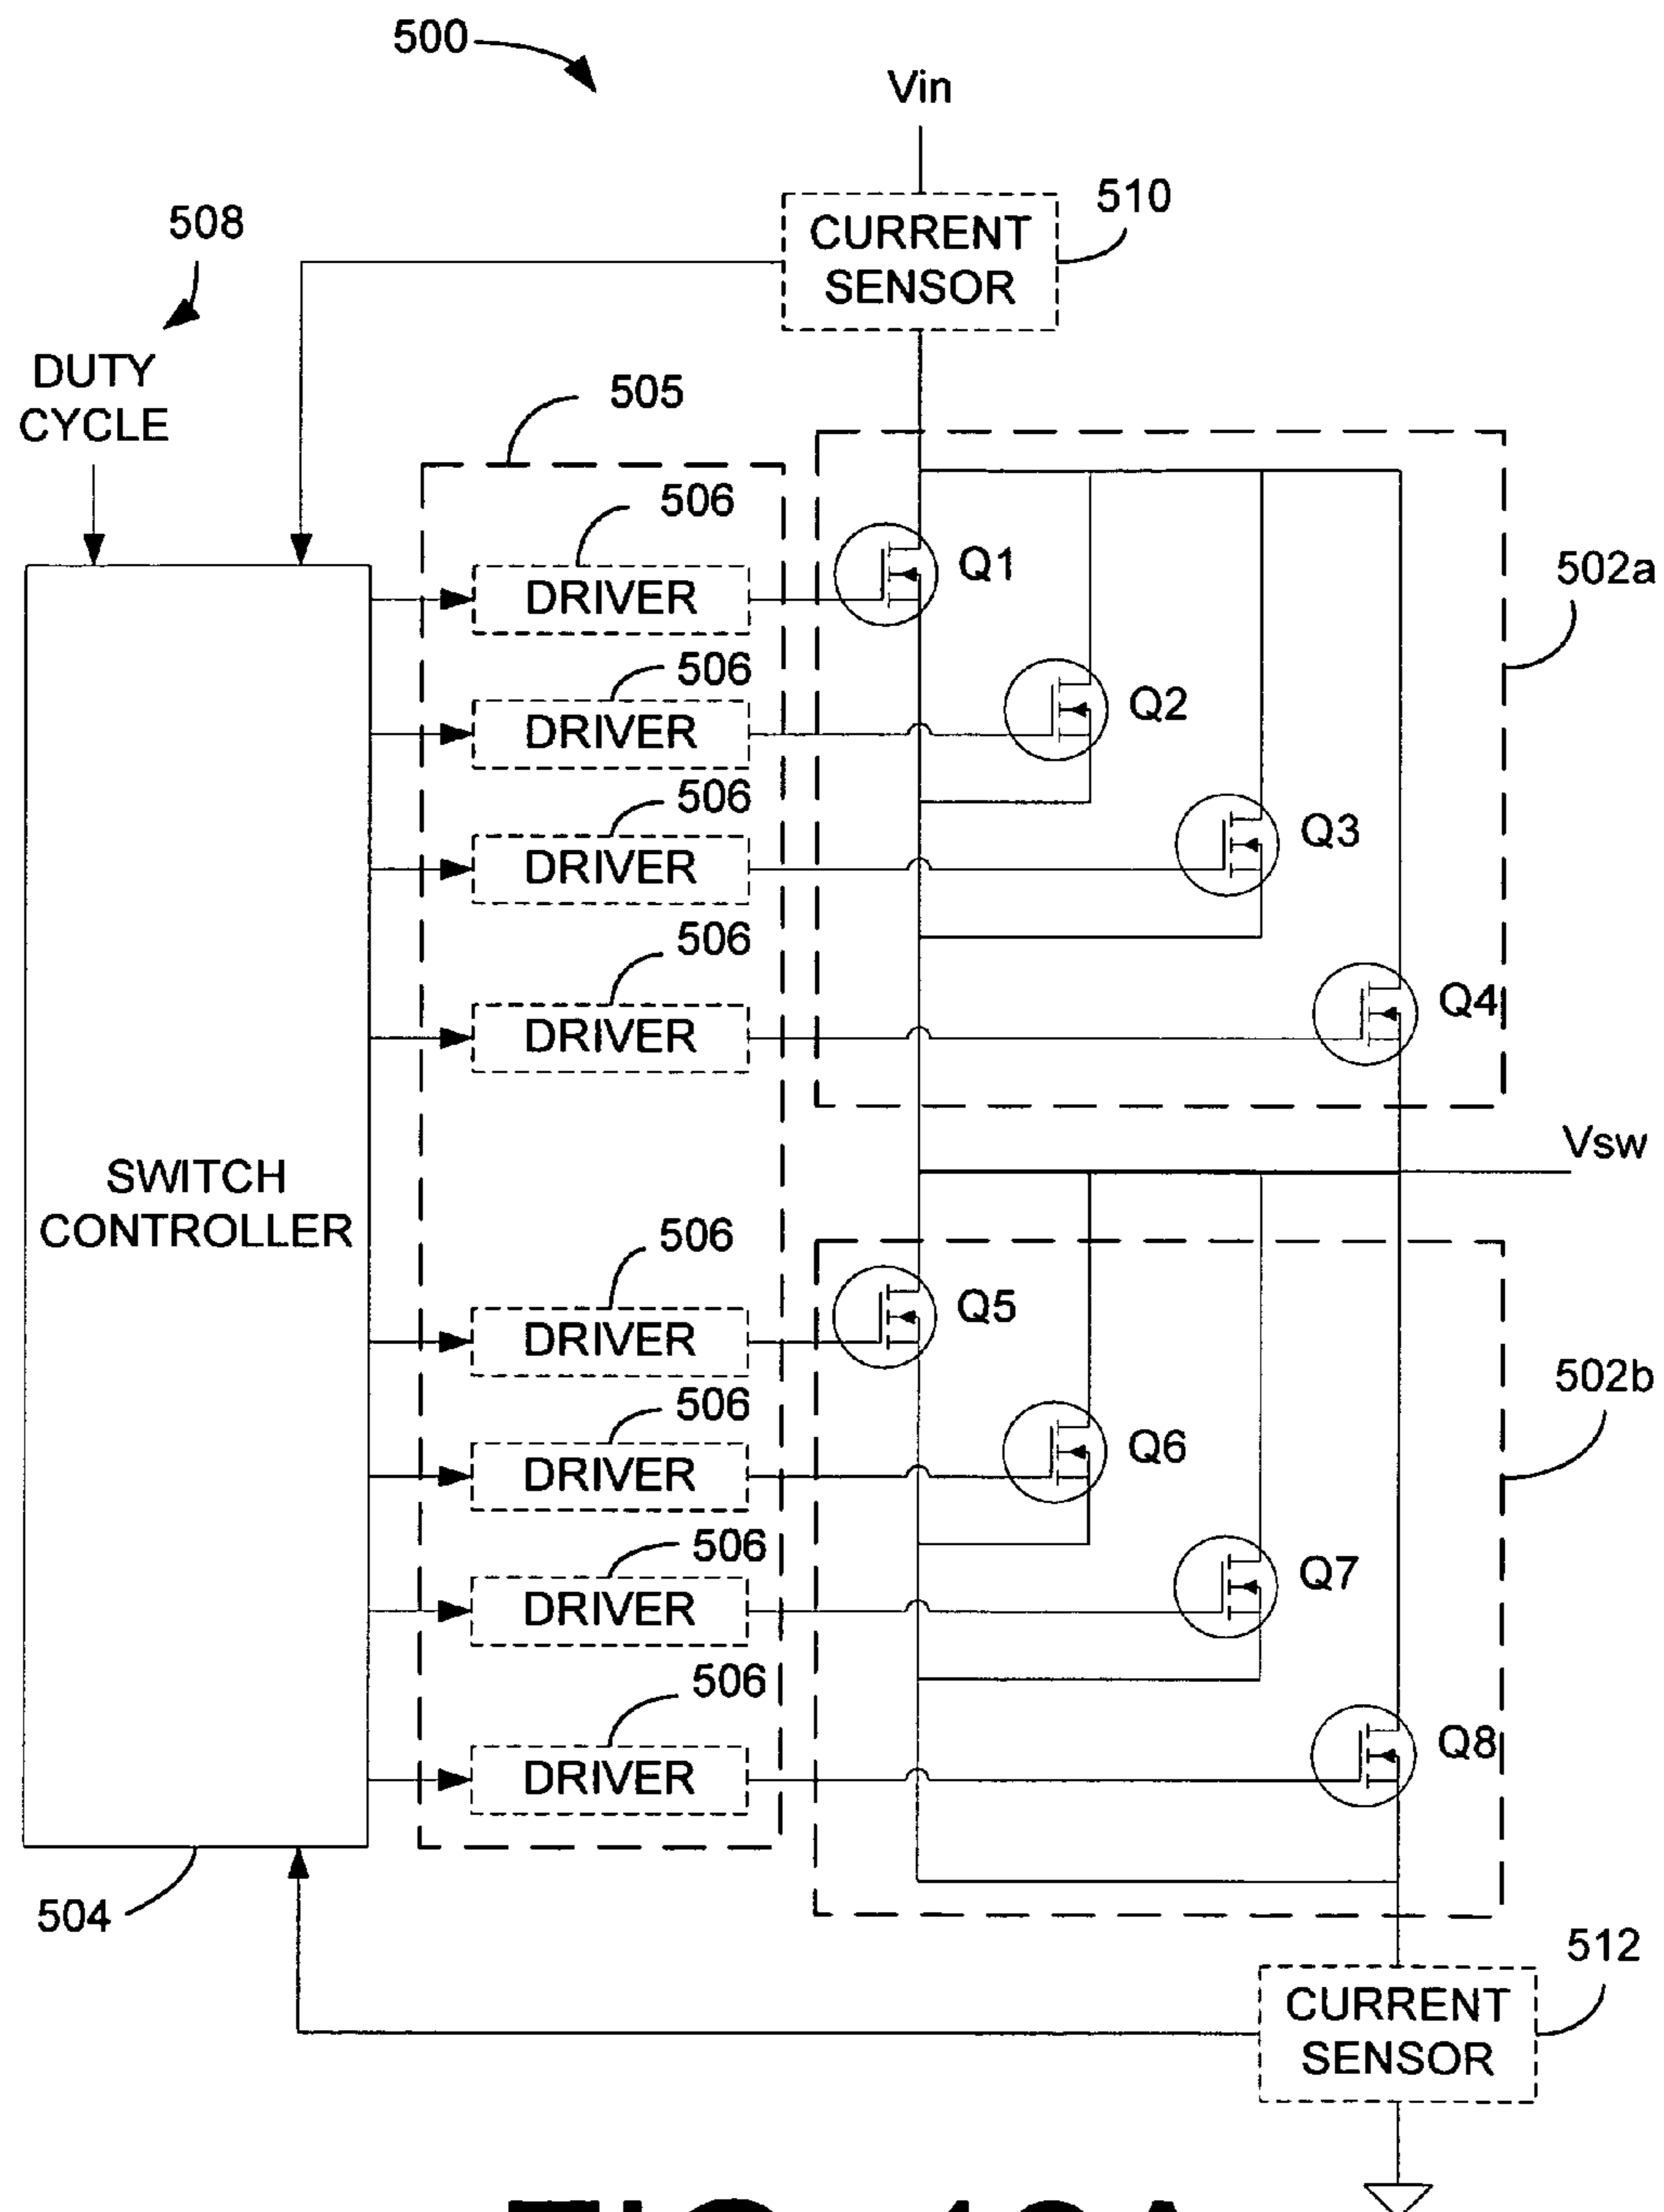 500
Vin
510
CURRENT
SENSOR
508
DUTY
CYCLE
505
506
DRIVER
Q1
502a
506
DRIVER
Q2
506
DRIVER
Q3
506
DRIVER
Q4
Vsw
SWITCH
CONTROLLER
506
DRIVER
Q5
502b
506
DRIVER
Q6
506
DRIVER
Q7
506
DRIVER
Q8
504
512
CURRENT
SENSOR